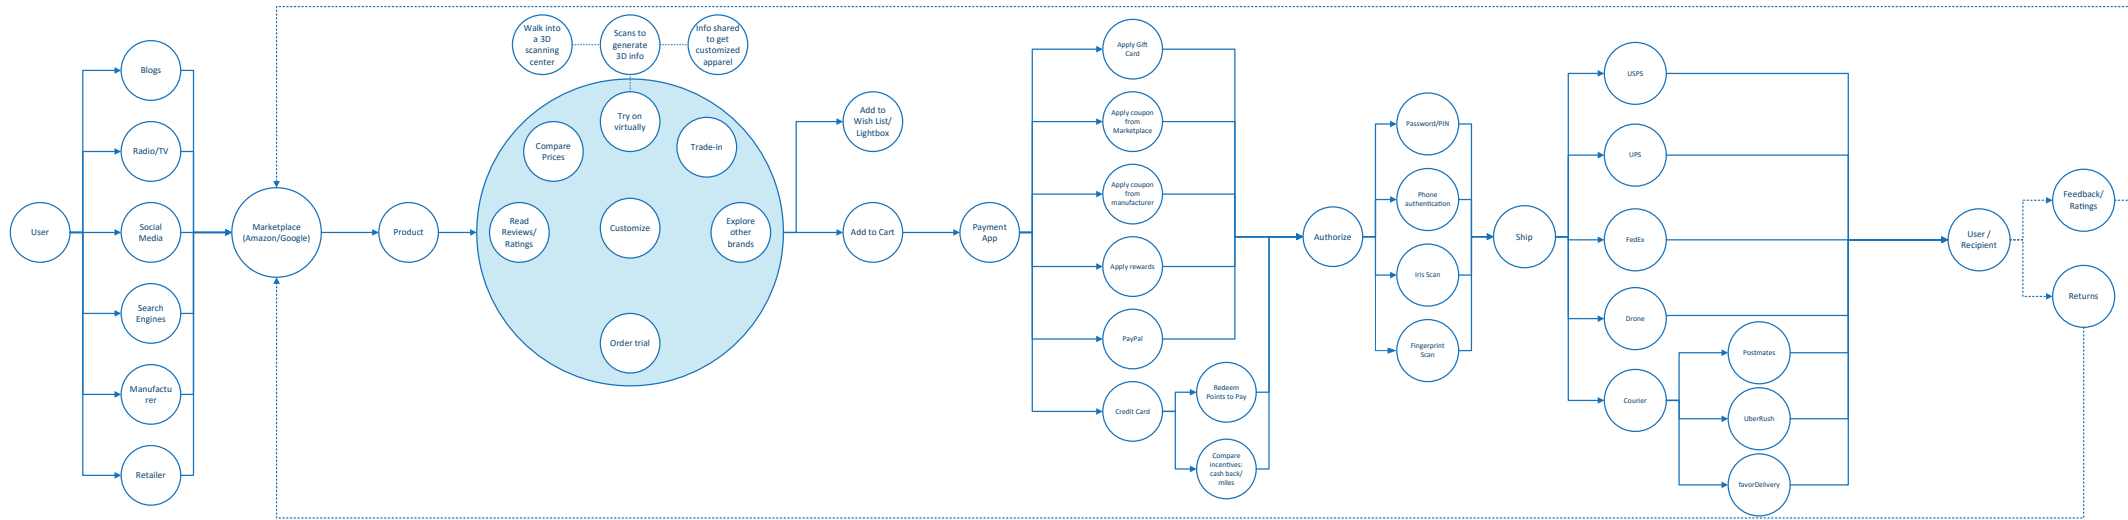 User
Blogs
Radio/TV
Social
Media
Search
Engines
Manufactu
rer
Retailer
Marketplace
(Amazon/Google)
Product
Walk into
a 3D
scanning
center
Scans to
generate
3D info
Info shared
to get
customized
apparel
Try on
virtually
Compare
Prices
Trade-in
Read
Reviews/
Ratings
Customize
Explore
other
brands
Order trial
Add to
Wish List/
Lightbox
Add to Cart
Payment
App
Apply Gift
Card
Apply coupon
from
Marketplace
Apply coupon
from
manufacturer
Apply rewards
PayPal
Credit Card
Redeem
Points to Pay
Compare
incentives:
cash back/
miles
Authorize
Password/PIN
Phone
authentication
Iris Scan
Fingerprint
Scan
Ship
USPS
UPS
FedEx
Drone
Courier
Postmates
UberRush
favorDelivery
User /
Recipient
Feedback/
Ratings
Returns